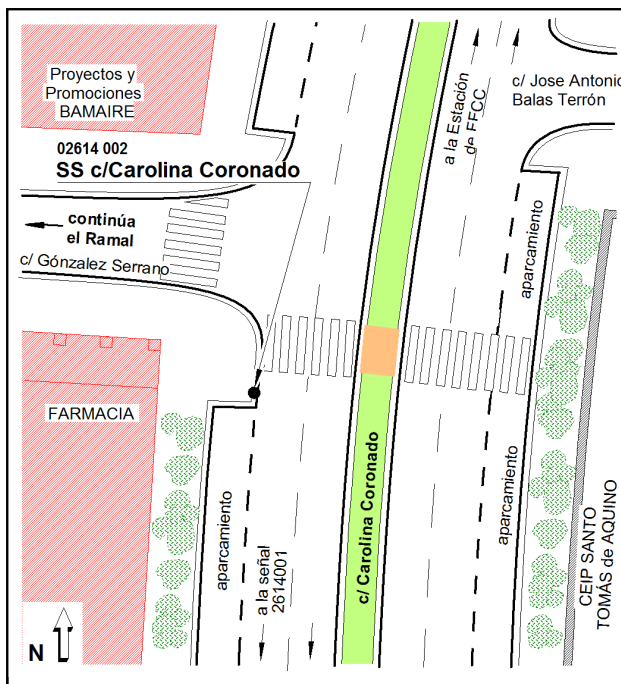 Proyectos y
Promociones
BAMAIRE
02614 002
SS c/Carolina Coronado
continúa
el Ramal
c/ Gónzalez Serrano
FARMACIA
aparcamiento
a la señal
2614001
c/ Carolina Coronado
a la Estación
de FFCC
c/ Jose Antonio
Balas Terrón
aparcamiento
aparcamiento
CEIP SANTO
TOMÁS de AQUINO
N